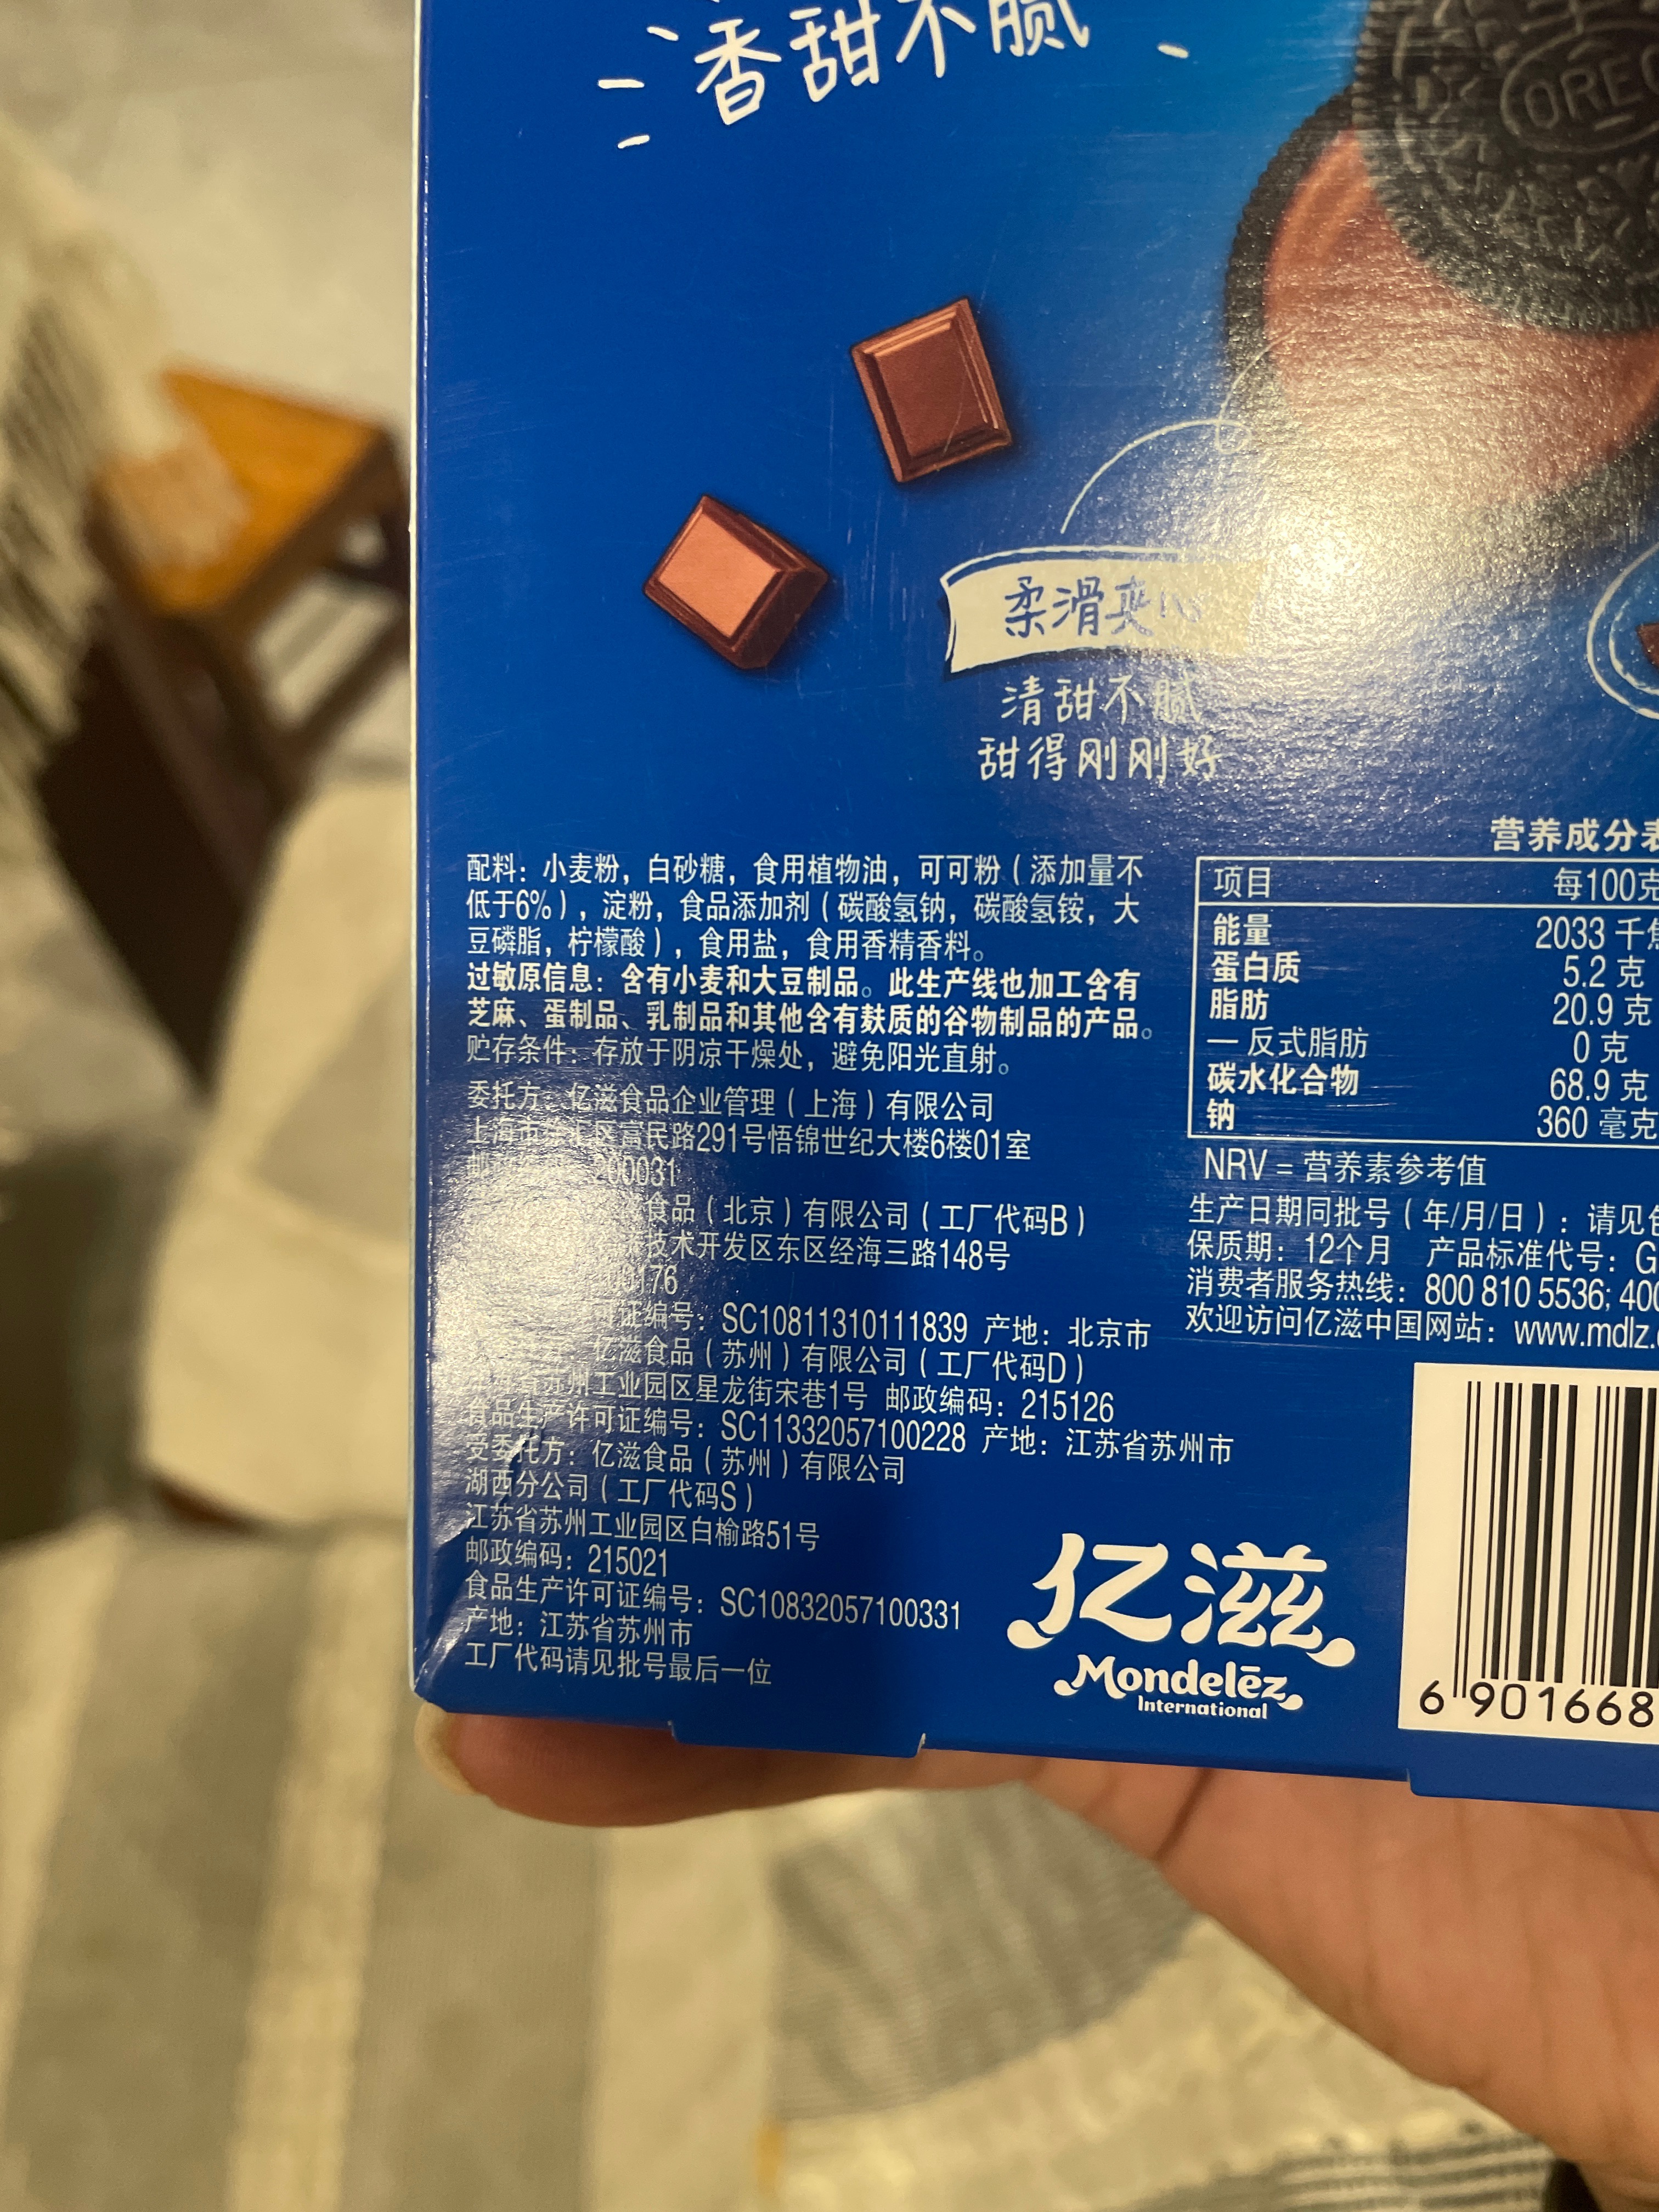 香甜不腻
OREO
柔滑夹
清甜不腻
甜得刚刚好
配料：小麦粉，白砂糖，食用植物油，可可粉（添加量不
低于6%），淀粉，食品添加剂（碳酸氢钠，碳酸氢铵，大
豆磷脂，柠檬酸），食用盐，食用香精香料。
过敏原信息：含有小麦和大豆制品。此生产线也加工含有
芝麻、蛋制品、乳制品和其他含有麸质的谷物制品的产品。
贮存条件：存放于阴凉干燥处，避免阳光直射。
委托方：亿滋食品企业管理（上海）有限公司
上海市徐汇区富民路291号悟锦世纪大楼6楼01室
200031
食品（北京）有限公司（工厂代码B）
技术开发区东区经海三路148号
100176
可证编号：SC10811310111839 产地：北京市
亿滋食品（苏州）有限公司（工厂代码D）
苏州工业园区星龙街宋巷1号 邮政编码：215126
食品生产许可证编号：SC11332057100228 产地：江苏省苏州市
受委托方：亿滋食品（苏州）有限公司
湖西分公司（工厂代码S）
江苏省苏州工业园区白榆路51号
邮政编码：215021
食品生产许可证编号：SC10832057100331
产地：江苏省苏州市
工厂代码请见批号最后一位
营养成分表
项目 每100克
能量 2033 千焦
蛋白质 5.2 克
脂肪 20.9 克
— 反式脂肪 0 克
碳水化合物 68.9 克
钠 360 毫克
NRV = 营养素参考值
生产日期同批号（年/月/日）：请见包
保质期：12个月 产品标准代号：G
消费者服务热线：800 810 5536; 400
欢迎访问亿滋中国网站：www.mdlz.
亿滋
Mondelēz
International
6 901668